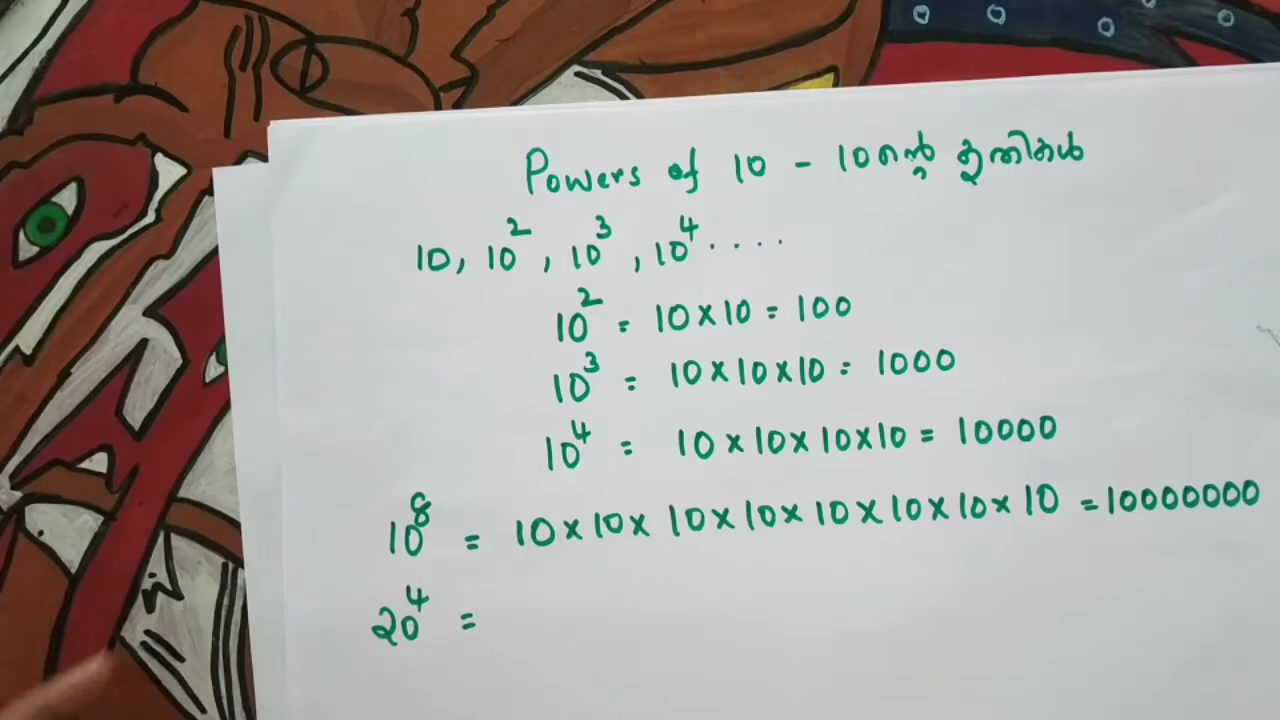 Powers of 10 - 10ന്റെ കൃതികൾ
10, 10², 10³, 10⁴ ....
10² = 10×10 = 100
10³ = 10×10×10 = 1000
10⁴ = 10×10×10×10 = 10000
10⁸ = 10×10×10×10×10×10×10×10 = 10000000
20⁴ =